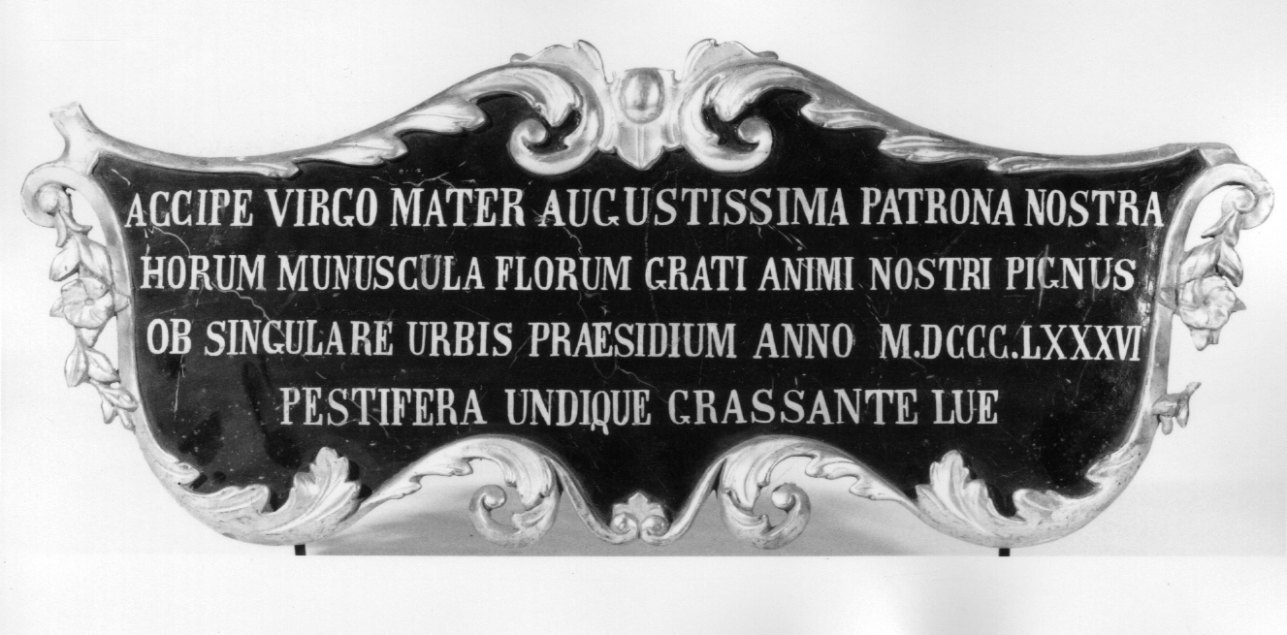 ACCIPE VIRGO MATER AUGUSTISSIMA PATRONA NOSTRA
HORUM MUNUSCULA FLORUM GRATI ANIMI NOSTRI PIGNUS
OB SINGULARE URBIS PRAESIDIUM ANNO M.DCCC.LXXXVI
PESTIFERA UNDIQUE GRASSANTE LUE